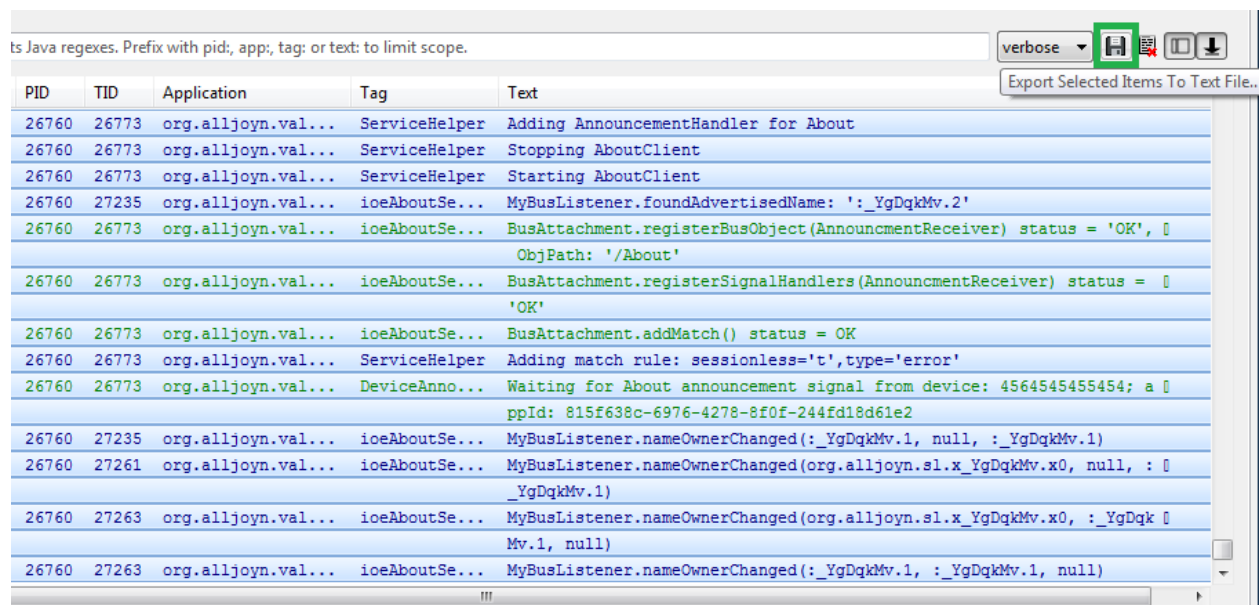 ts Java regexes. Prefix with pid:, app:, tag: or text: to limit scope.
verbose
Export Selected Items To Text File..
PID TID Application Tag Text
26760 26773 org.alljoyn.val... ServiceHelper Adding AnnouncementHandler for About
26760 26773 org.alljoyn.val... ServiceHelper Stopping AboutClient
26760 26773 org.alljoyn.val... ServiceHelper Starting AboutClient
26760 27235 org.alljoyn.val... ioeAboutSe... MyBusListener.foundAdvertisedName: ':_YgDqkMv.2'
26760 26773 org.alljoyn.val... ioeAboutSe... BusAttachment.registerBusObject(AnnouncmentReceiver) status = 'OK',
ObjPath: '/About'
26760 26773 org.alljoyn.val... ioeAboutSe... BusAttachment.registerSignalHandlers(AnnouncmentReceiver) status =
'OK'
26760 26773 org.alljoyn.val... ioeAboutSe... BusAttachment.addMatch() status = OK
26760 26773 org.alljoyn.val... ServiceHelper Adding match rule: sessionless='t',type='error'
26760 26773 org.alljoyn.val... DeviceAnno... Waiting for About announcement signal from device: 4564545455454; a
ppId: 815f638c-6976-4278-8f0f-244fd18d61e2
26760 27235 org.alljoyn.val... ioeAboutSe... MyBusListener.nameOwnerChanged(:_YgDqkMv.1, null, :_YgDqkMv.1)
26760 27261 org.alljoyn.val... ioeAboutSe... MyBusListener.nameOwnerChanged(org.alljoyn.sl.x_YgDqkMv.x0, null, :
_YgDqkMv.1)
26760 27263 org.alljoyn.val... ioeAboutSe... MyBusListener.nameOwnerChanged(org.alljoyn.sl.x_YgDqkMv.x0, :_YgDqk
Mv.1, null)
26760 27263 org.alljoyn.val... ioeAboutSe... MyBusListener.nameOwnerChanged(:_YgDqkMv.1, :_YgDqkMv.1, null)